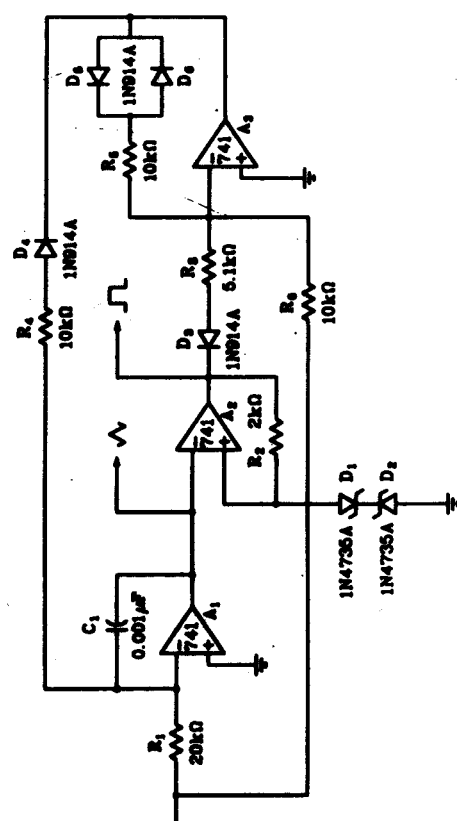 R₄
10kΩ
D₄
1N914A
D₅
1N914A
D₆
R₅
10kΩ
C₁
0.001µF
R₁
20kΩ
−
741
+
A₁
−
741
+
A₂
D₃
1N914A
R₃
5.1kΩ
−
741
+
A₃
2kΩ
R₂
R₆
10kΩ
D₁
1N4735A
D₂
1N4735A